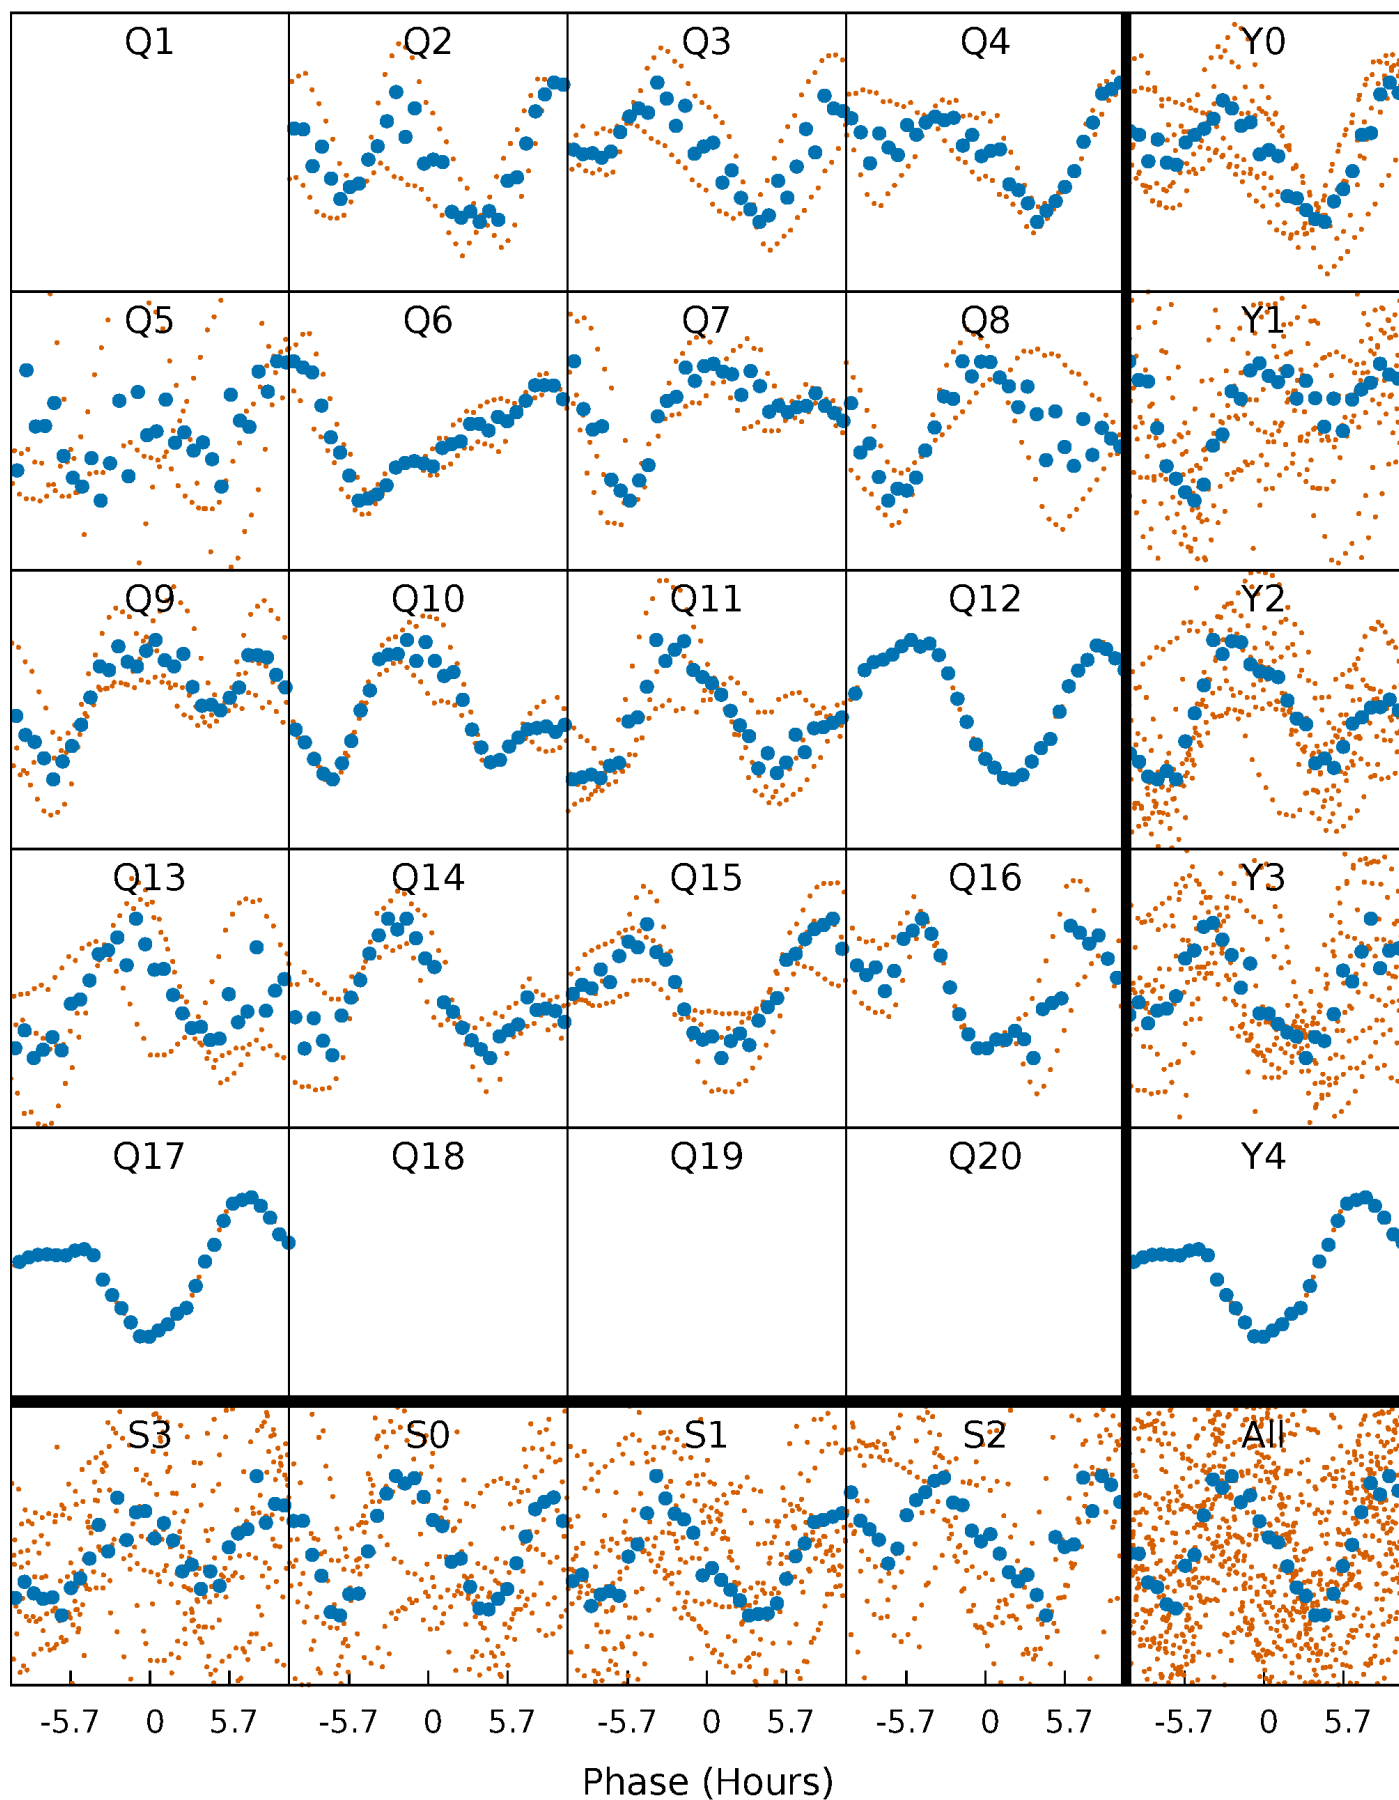 Q1 Q2 Q3 Q4 Y0
Q5 Q6 Q7 Q8 Y1
Q9 Q10 Q11 Q12 Y2
Q13 Q14 Q15 Q16 Y3
Q17 Q18 Q19 Q20 Y4
S3 S0 S1 S2 All
-5.7 0 5.7 -5.7 0 5.7 -5.7 0 5.7 -5.7 0 5.7 -5.7 0 5.7
Phase (Hours)